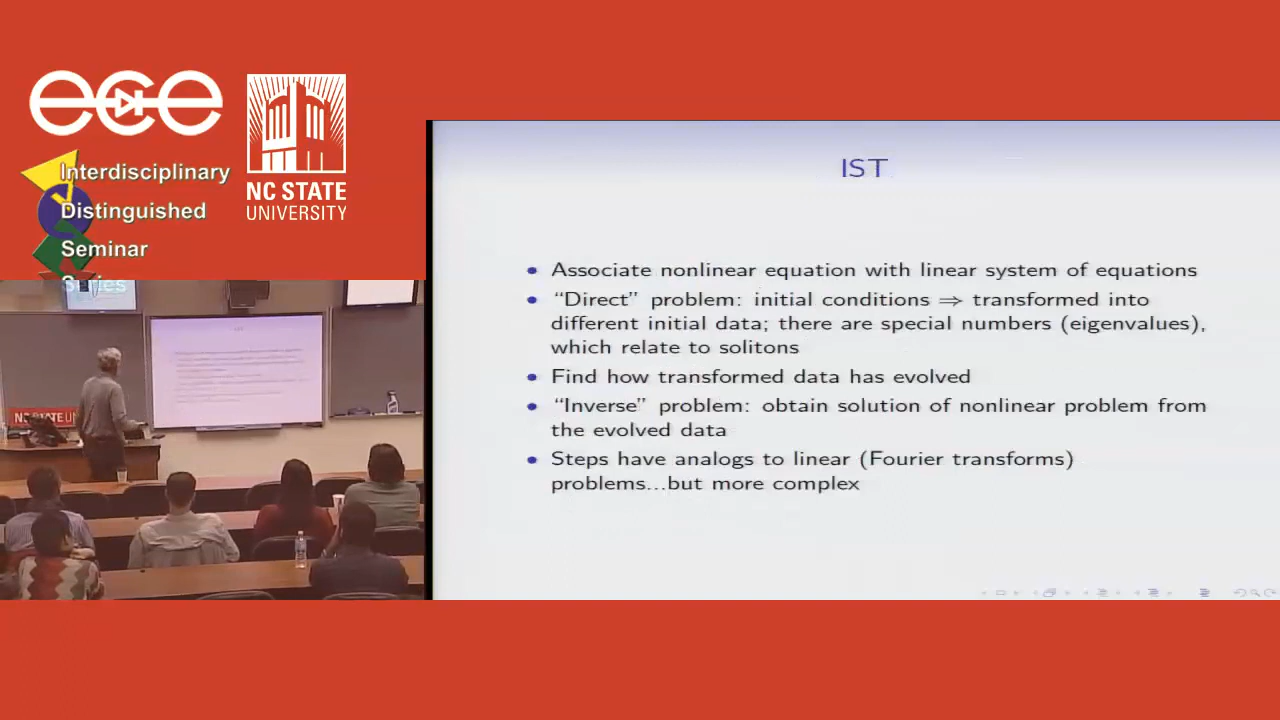 ece
Interdisciplinary
Distinguished
Seminar
Series
NC STATE
UNIVERSITY
IST
• Associate nonlinear equation with linear system of equations
• “Direct” problem: initial conditions ⇒ transformed into
different initial data; there are special numbers (eigenvalues),
which relate to solitons
• Find how transformed data has evolved
• “Inverse” problem: obtain solution of nonlinear problem from
the evolved data
• Steps have analogs to linear (Fourier transforms)
problems...but more complex
NC STATE UN